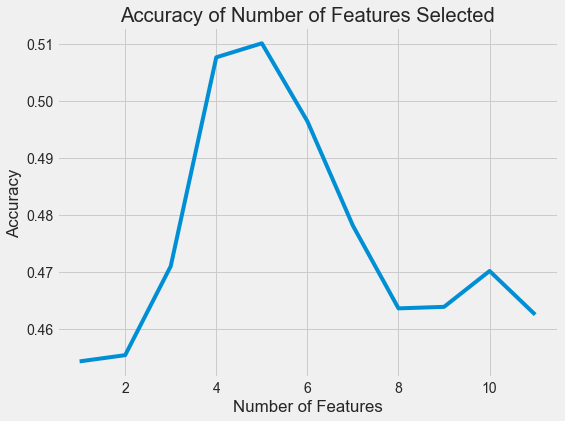 Accuracy of Number of Features Selected
0.51
0.50
0.49
0.48
0.47
0.46
Accuracy
2 4 6 8 10
Number of Features